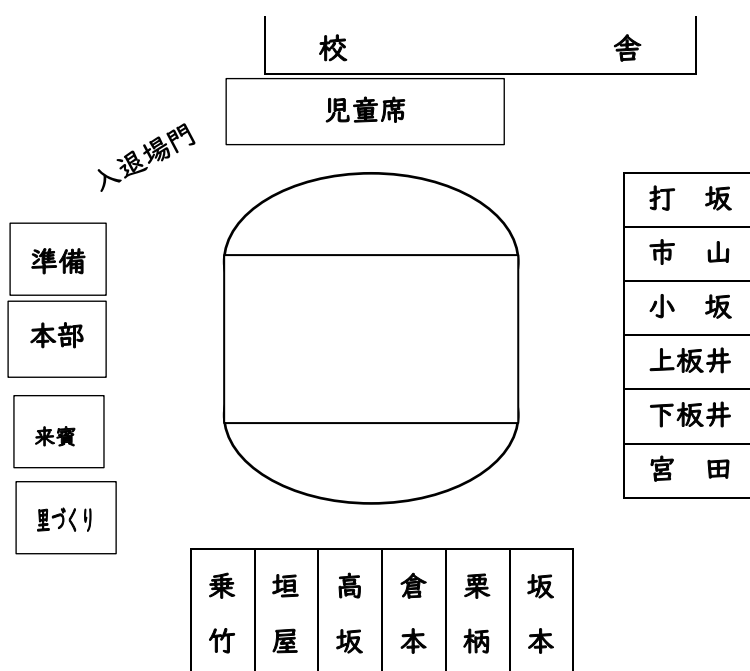 校 舎
児童席
入退場門
準備
本部
来賓
里づくり
打 坂
市 山
小 坂
上板井
下板井
宮 田
乗竹
垣屋
高坂
倉本
栗柄
坂本